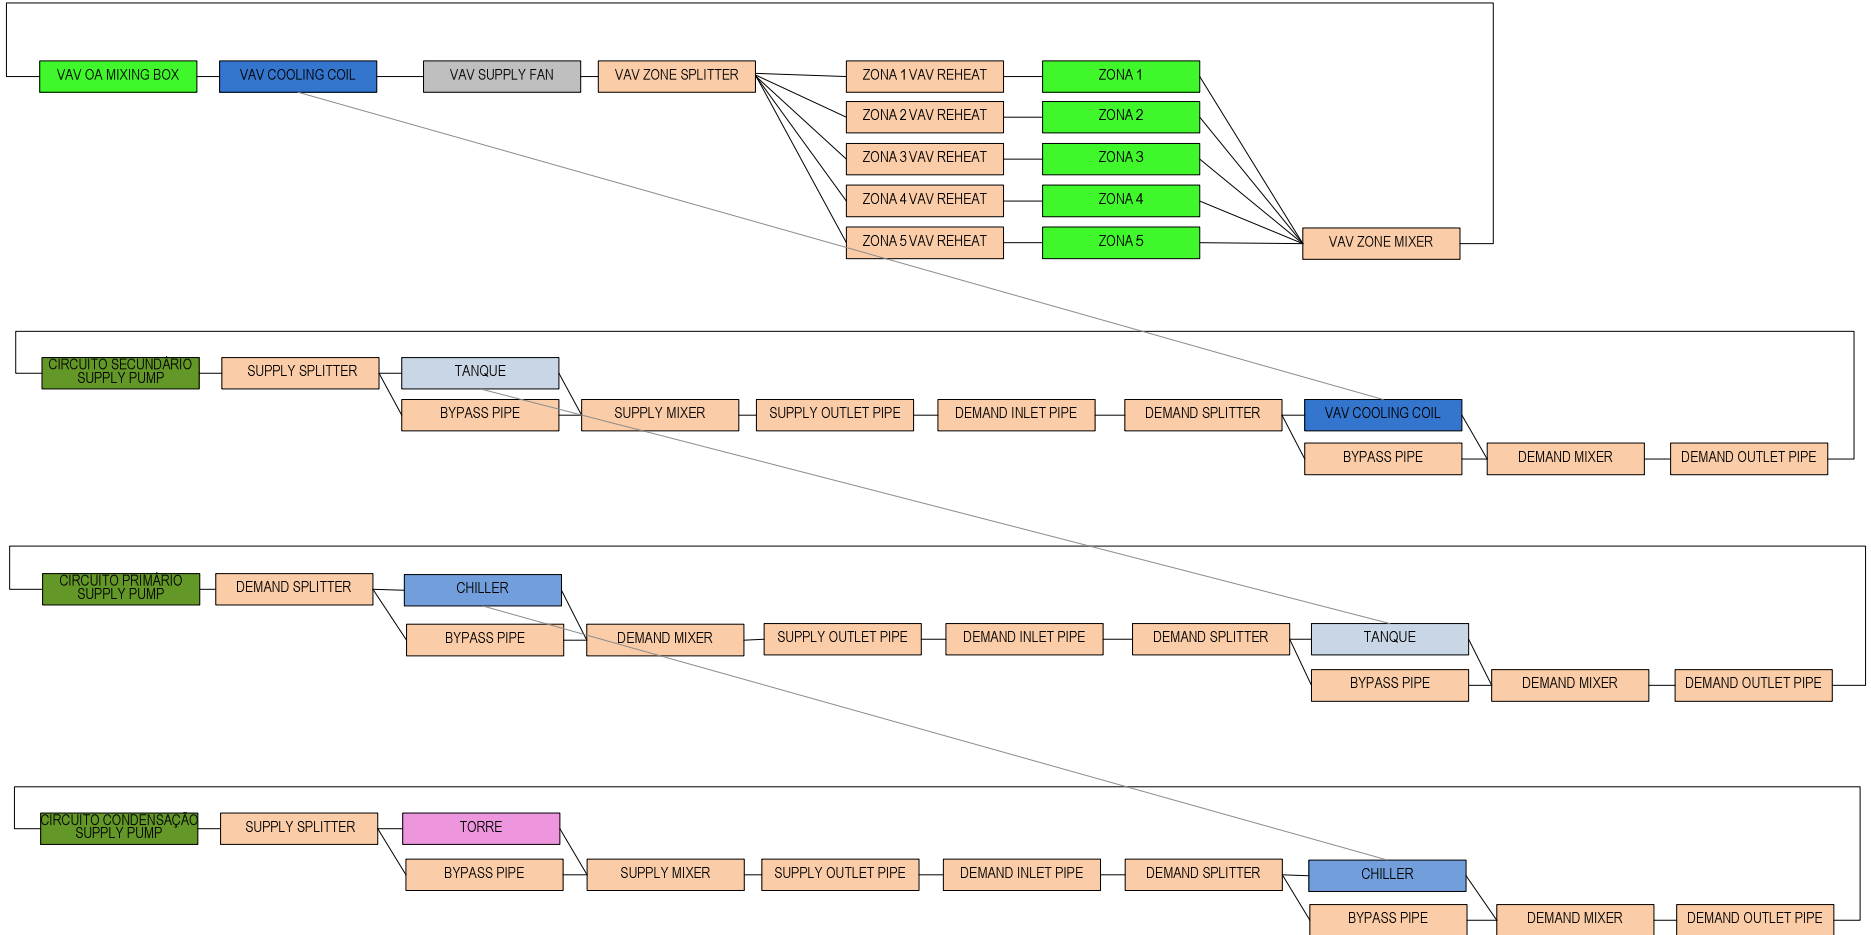 VAV OA MIXING BOX
VAV COOLING COIL
VAV SUPPLY FAN
VAV ZONE SPLITTER
ZONA 1 VAV REHEAT
ZONA 1
ZONA 2 VAV REHEAT
ZONA 2
ZONA 3 VAV REHEAT
ZONA 3
ZONA 4 VAV REHEAT
ZONA 4
ZONA 5 VAV REHEAT
ZONA 5
VAV ZONE MIXER
CIRCUITO SECUNDÁRIO
SUPPLY PUMP
SUPPLY SPLITTER
TANQUE
BYPASS PIPE
SUPPLY MIXER
SUPPLY OUTLET PIPE
DEMAND INLET PIPE
DEMAND SPLITTER
VAV COOLING COIL
BYPASS PIPE
DEMAND MIXER
DEMAND OUTLET PIPE
CIRCUITO PRIMÁRIO
SUPPLY PUMP
DEMAND SPLITTER
CHILLER
BYPASS PIPE
DEMAND MIXER
SUPPLY OUTLET PIPE
DEMAND INLET PIPE
DEMAND SPLITTER
TANQUE
BYPASS PIPE
DEMAND MIXER
DEMAND OUTLET PIPE
CIRCUITO CONDENSAÇÃO
SUPPLY PUMP
SUPPLY SPLITTER
TORRE
BYPASS PIPE
SUPPLY MIXER
SUPPLY OUTLET PIPE
DEMAND INLET PIPE
DEMAND SPLITTER
CHILLER
BYPASS PIPE
DEMAND MIXER
DEMAND OUTLET PIPE